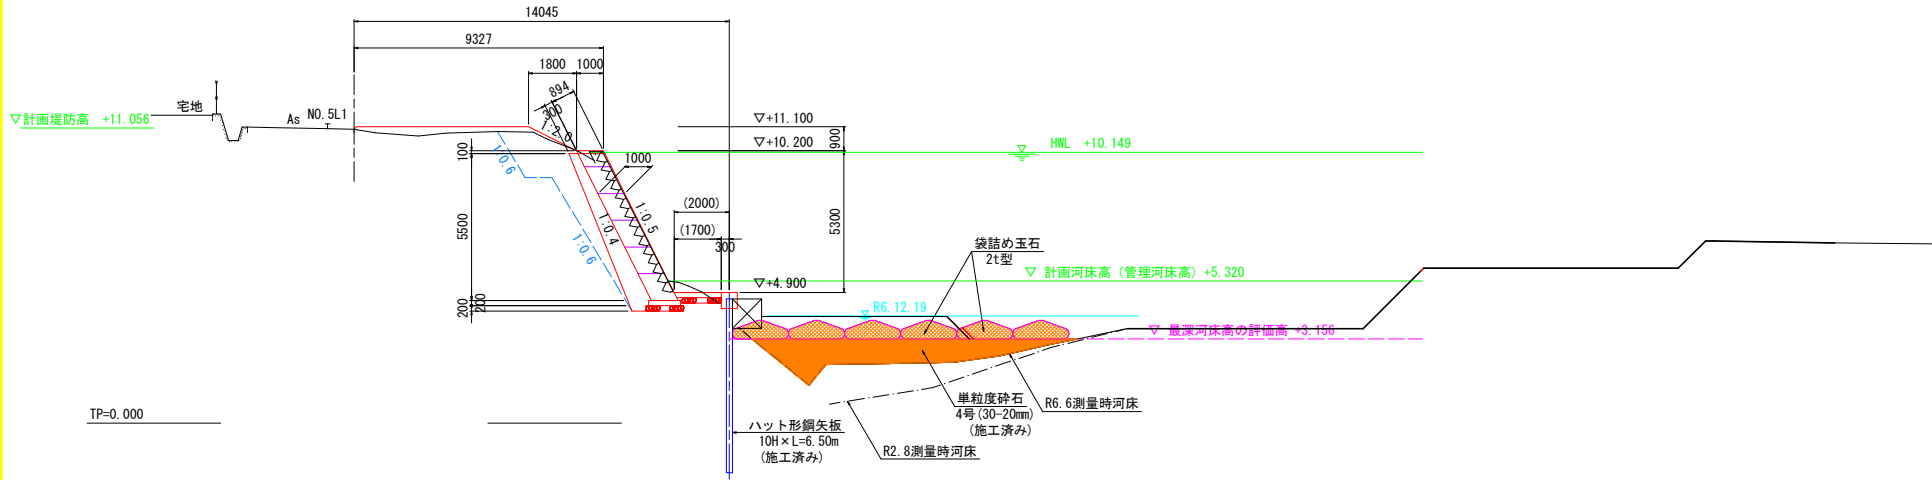 14045
9327
1800
1000
894
300
1:2.0
宅地
▽計画堤防高 +11.056
As
NO.5L1
▽+11.100
▽+10.200
900
HWL +10.149
100
1:0.6
1000
5500
1:0.4
1:0.5
1:0.6
(2000)
(1700)
300
5300
袋詰め玉石
2t型
▽ 計画河床高(管理河床高)+5.320
▽+4.900
200
200
R6.12.19
▽ 最深河床高の評価高 +3.156
単粒度砕石
4号(30-20mm)
(施工済み)
R6.6測量時河床
TP=0.000
ハット形鋼矢板
10H×L=6.50m
(施工済み)
R2.8測量時河床